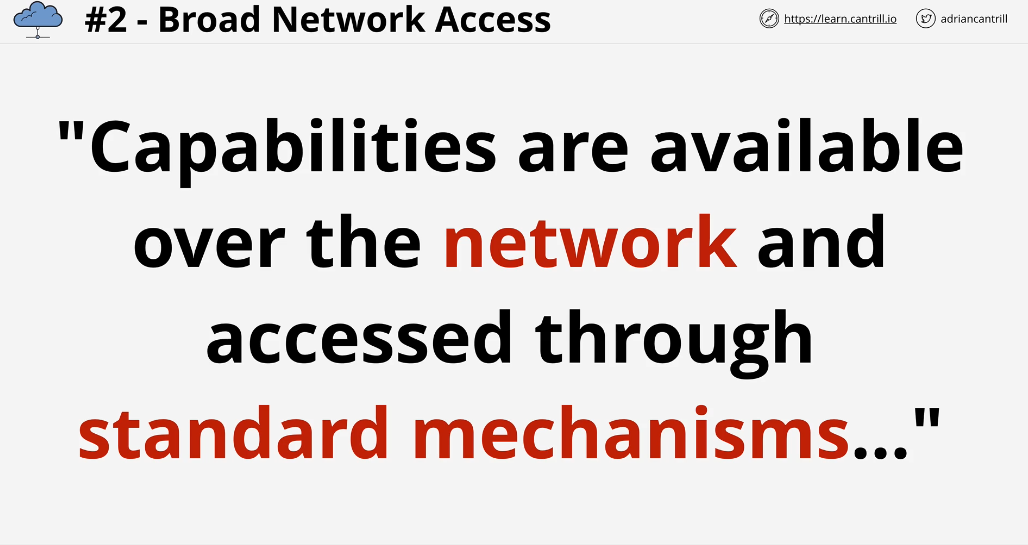 #2 - Broad Network Access
https://learn.cantrill.io
adriancantrill
"Capabilities are available
over the network and
accessed through
standard mechanisms..."